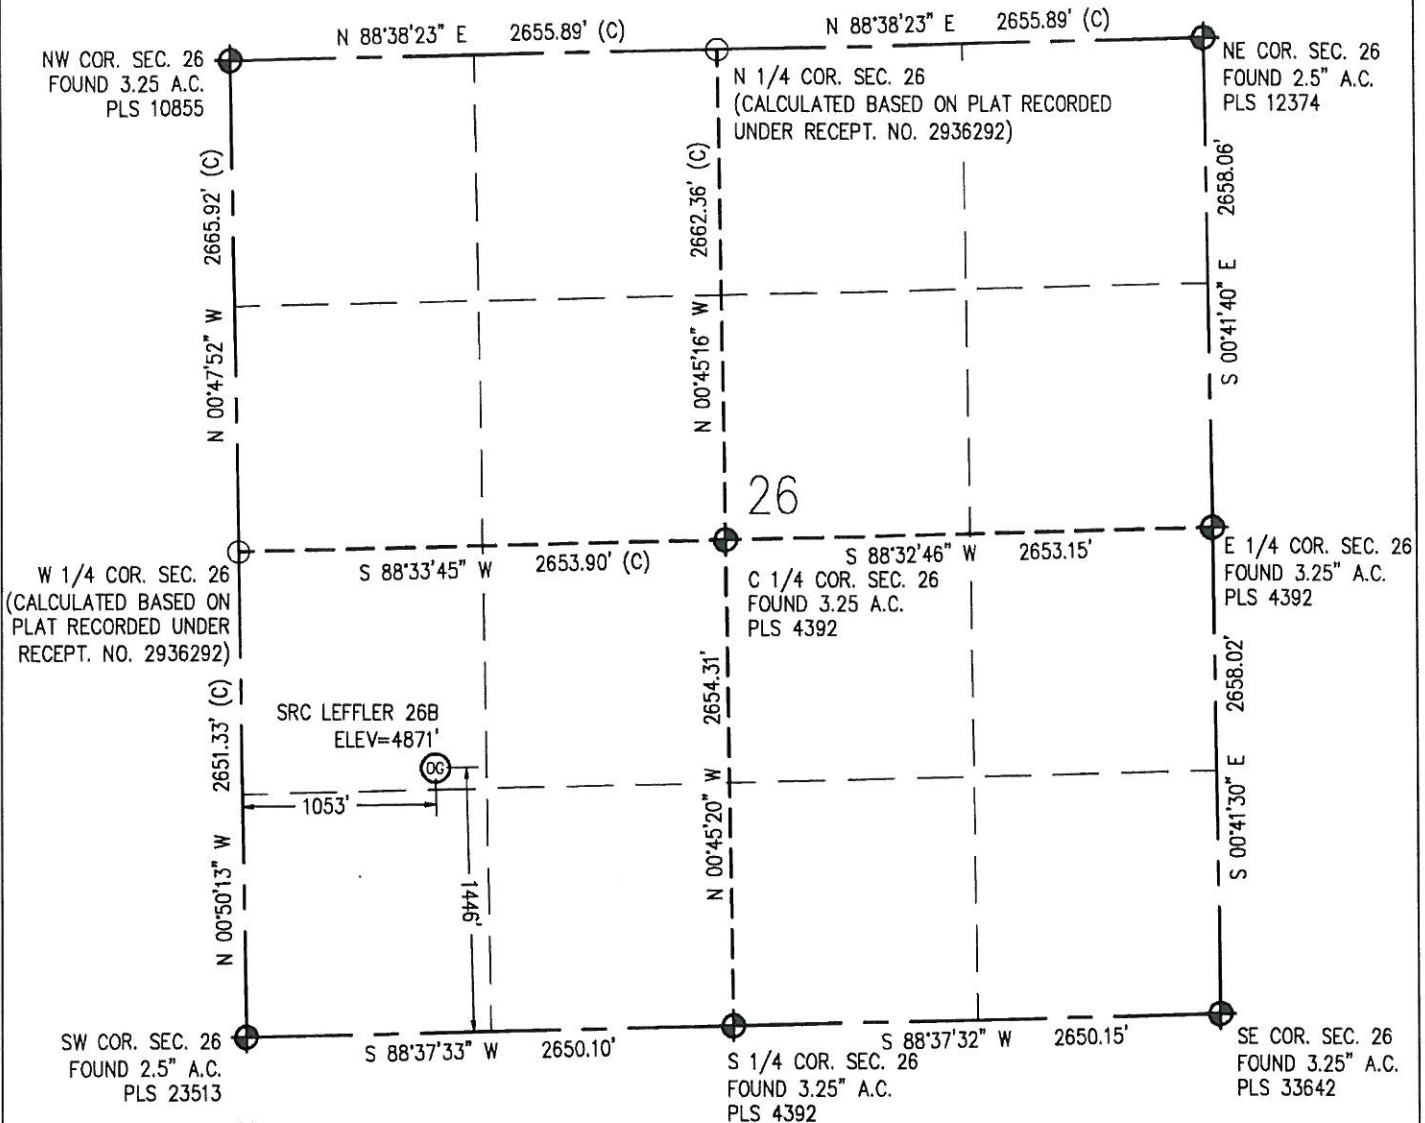 N 88°38'23" E 2655.89' (C)
N 88°38'23" E 2655.89' (C)
NW COR. SEC. 26
FOUND 3.25 A.C.
PLS 10855
N 1/4 COR. SEC. 26
(CALCULATED BASED ON PLAT RECORDED
UNDER RECEPT. NO. 2936292)
NE COR. SEC. 26
FOUND 2.5" A.C.
PLS 12374
N 00°47'52" W 2665.92' (C)
N 00°45'16" W 2662.36' (C)
S 00°41'40" E 2658.06'
26
S 88°33'45" W 2653.90' (C)
S 88°32'46" W 2653.15'
W 1/4 COR. SEC. 26
(CALCULATED BASED ON
PLAT RECORDED UNDER
RECEPT. NO. 2936292)
C 1/4 COR. SEC. 26
FOUND 3.25 A.C.
PLS 4392
E 1/4 COR. SEC. 26
FOUND 3.25" A.C.
PLS 4392
SRC LEFFLER 26B
ELEV=4871'
OG
1053'
1446'
N 00°50'13" W 2651.33' (C)
N 00°45'20" W 2654.31'
S 00°41'30" E 2658.02'
SW COR. SEC. 26
FOUND 2.5" A.C.
PLS 23513
S 88°37'33" W 2650.10'
S 1/4 COR. SEC. 26
FOUND 3.25" A.C.
PLS 4392
S 88°37'32" W 2650.15'
SE COR. SEC. 26
FOUND 3.25" A.C.
PLS 33642